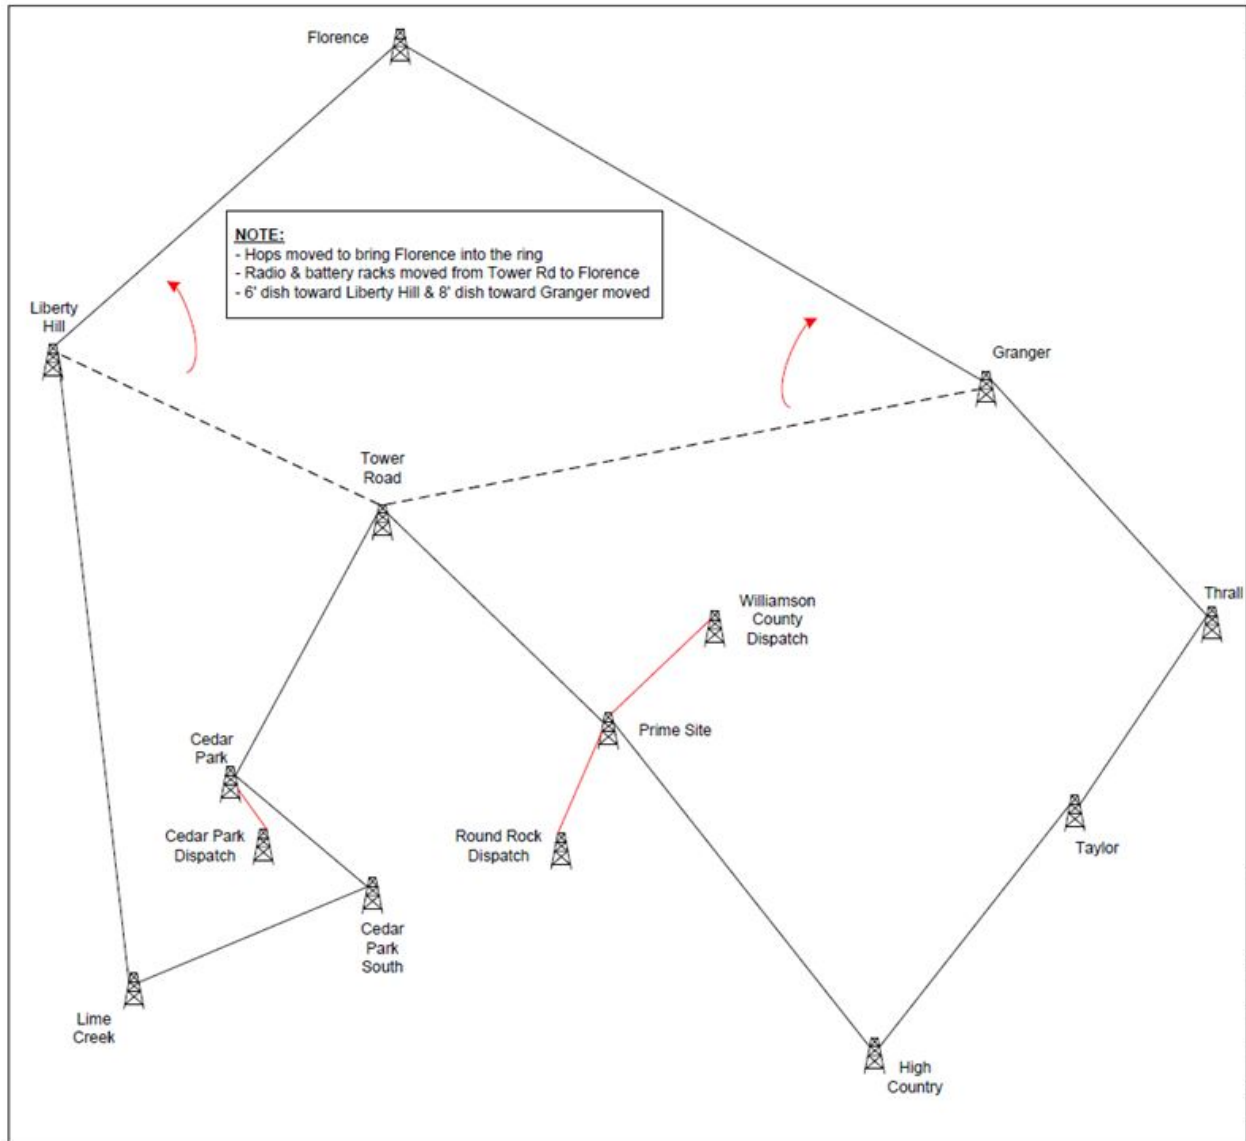 Florence
NOTE:
- Hops moved to bring Florence into the ring
- Radio & battery racks moved from Tower Rd to Florence
- 6' dish toward Liberty Hill & 8' dish toward Granger moved
Liberty
Hill
Granger
Tower
Road
Thrall
Williamson
County
Dispatch
Prime Site
Cedar
Park
Cedar Park
Dispatch
Round Rock
Dispatch
Taylor
Cedar
Park
South
Lime
Creek
High
Country